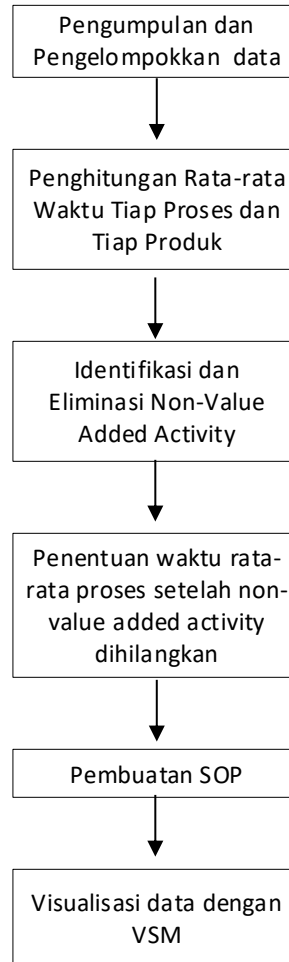 Pengumpulan dan
Pengelompokkan  data
Penghitungan Rata-rata
Waktu Tiap Proses dan
Tiap Produk
Identifikasi dan
Eliminasi Non-Value
Added Activity
Penentuan waktu rata-
rata proses setelah non-
value added activity
dihilangkan
Pembuatan SOP
Visualisasi data dengan
VSM